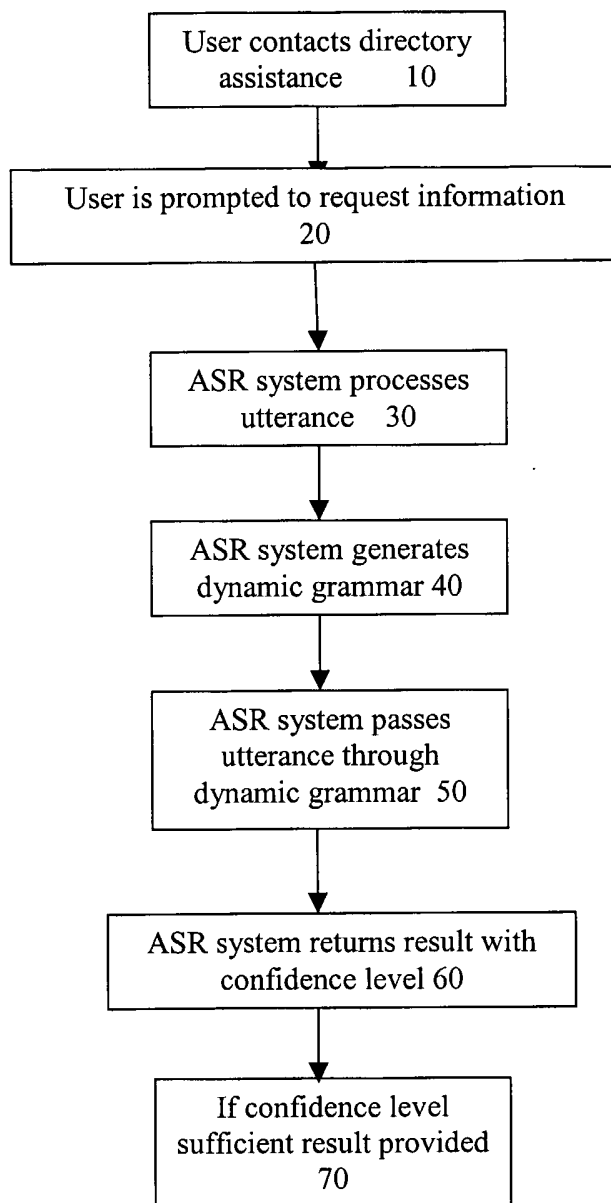 User contacts directory
assistance 10
User is prompted to request information
20
ASR system processes
utterance 30
ASR system generates
dynamic grammar 40
ASR system passes
utterance through
dynamic grammar 50
ASR system returns result with
confidence level 60
If confidence level
sufficient result provided
70